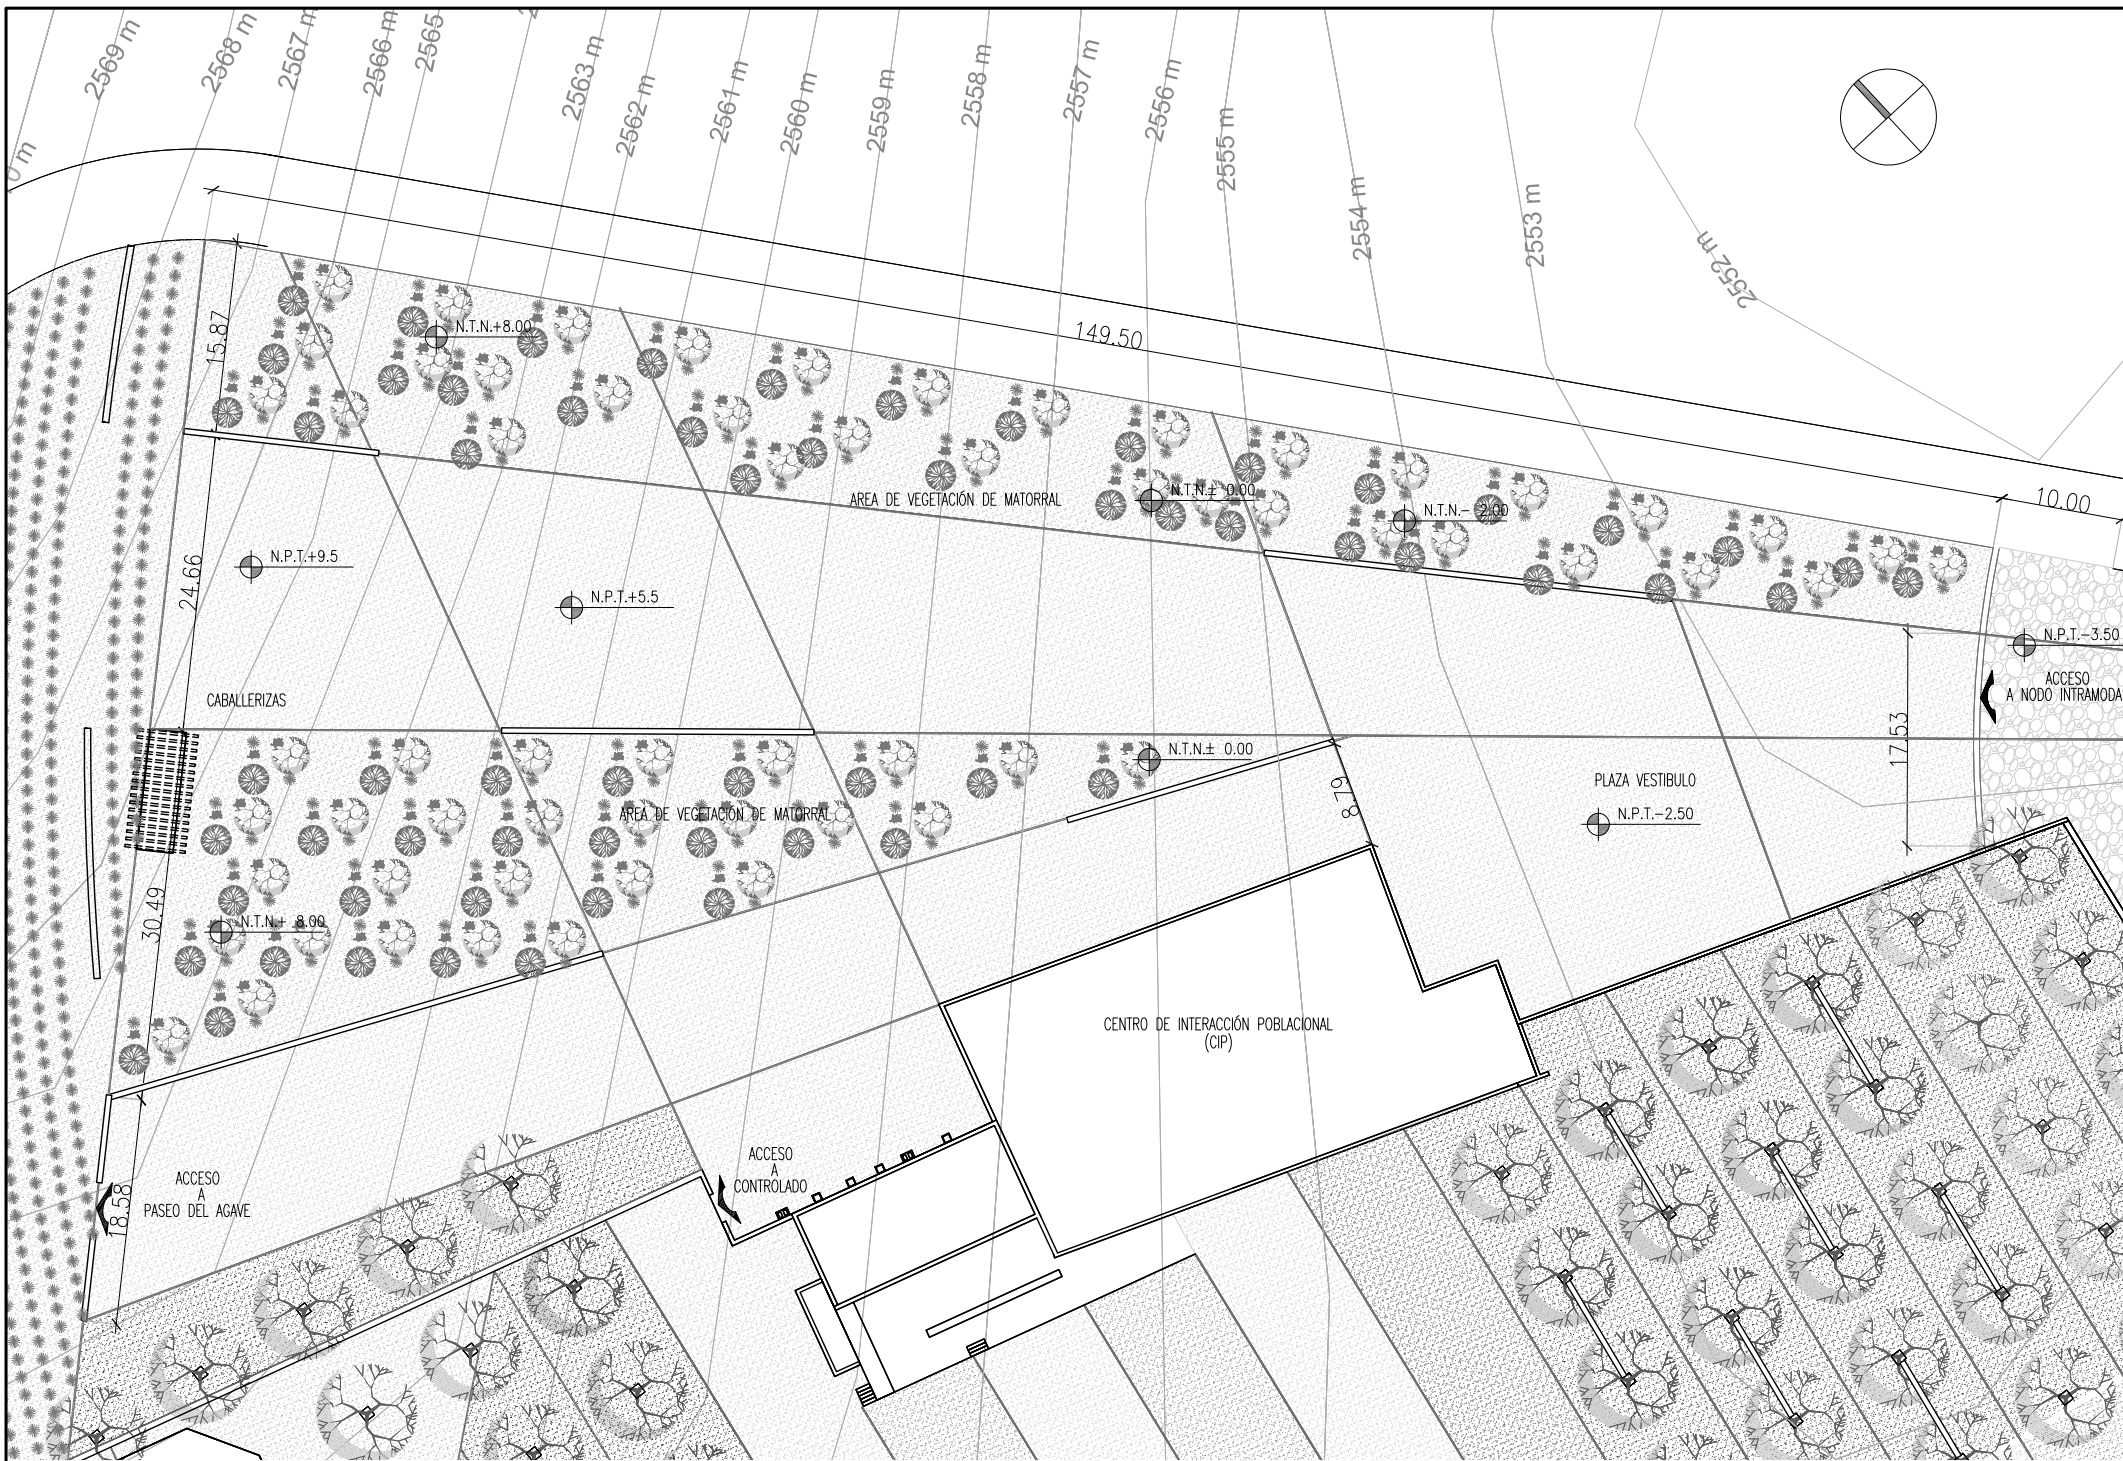 2569 m
2568 m
2567 m
2566 m
2565
2563 m
2562 m
2561 m
2560 m
2559 m
2558 m
2557 m
2556 m
2555 m
2554 m
2553 m
2552 m
0 m
149.50
10.00
15.87
N.T.N.+8.00
AREA DE VEGETACIÓN DE MATORRAL
N.T.N.± 0.00
N.T.N.- 2.00
24.66
N.P.T.+9.5
N.P.T.+5.5
N.P.T.-3.50
ACCESO
A NODO INTRAMODA
CABALLERIZAS
17.53
N.T.N.± 0.00
8.79
PLAZA VESTIBULO
N.P.T.-2.50
AREA DE VEGETACIÓN DE MATORRAL
30.49
N.T.N.+ 8.00
CENTRO DE INTERACCIÓN POBLACIONAL
(CIP)
ACCESO
A
CONTROLADO
ACCESO
A
PASEO DEL AGAVE
18.58